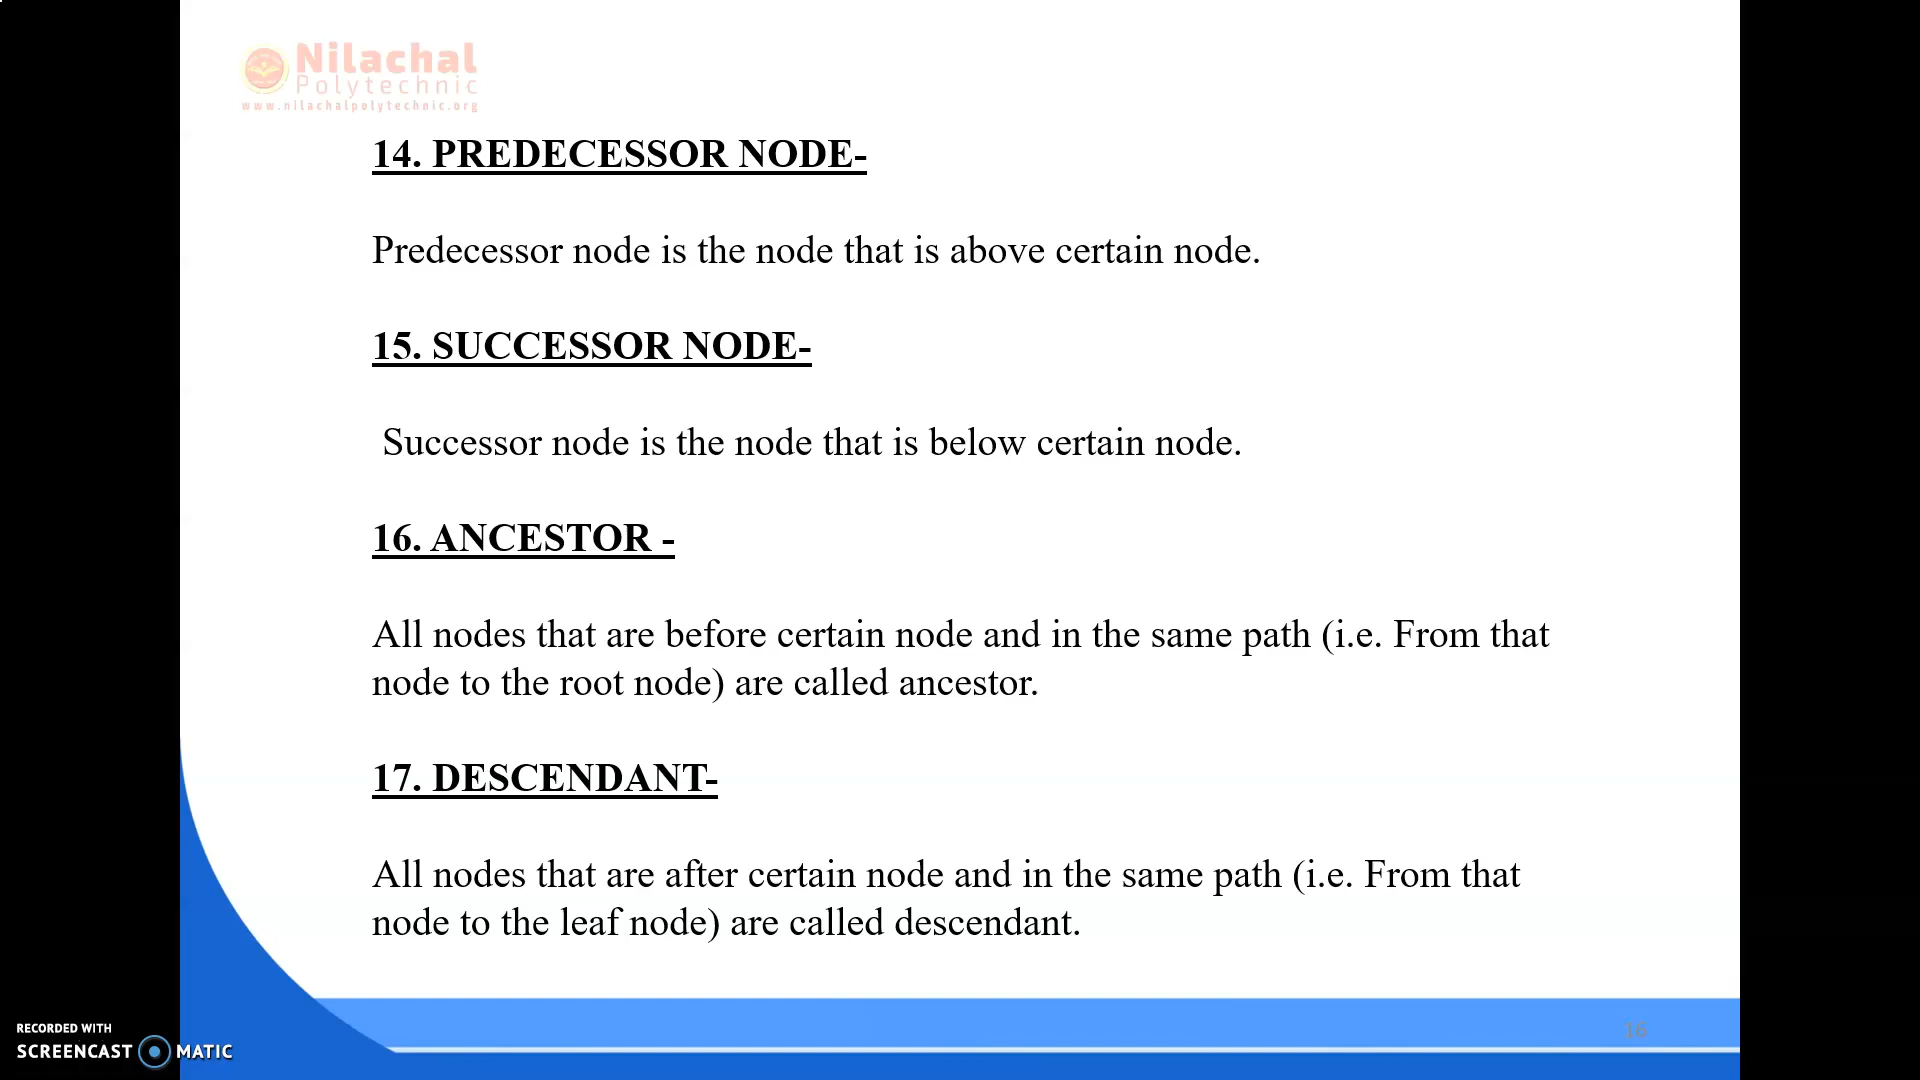 Nilachal
Polytechnic
www.nilachalpolytechnic.org
14. PREDECESSOR NODE-
Predecessor node is the node that is above certain node.
15. SUCCESSOR NODE-
Successor node is the node that is below certain node.
16. ANCESTOR -
All nodes that are before certain node and in the same path (i.e. From that
node to the root node) are called ancestor.
17. DESCENDANT-
All nodes that are after certain node and in the same path (i.e. From that
node to the leaf node) are called descendant.
16
RECORDED WITH
SCREENCAST MATIC